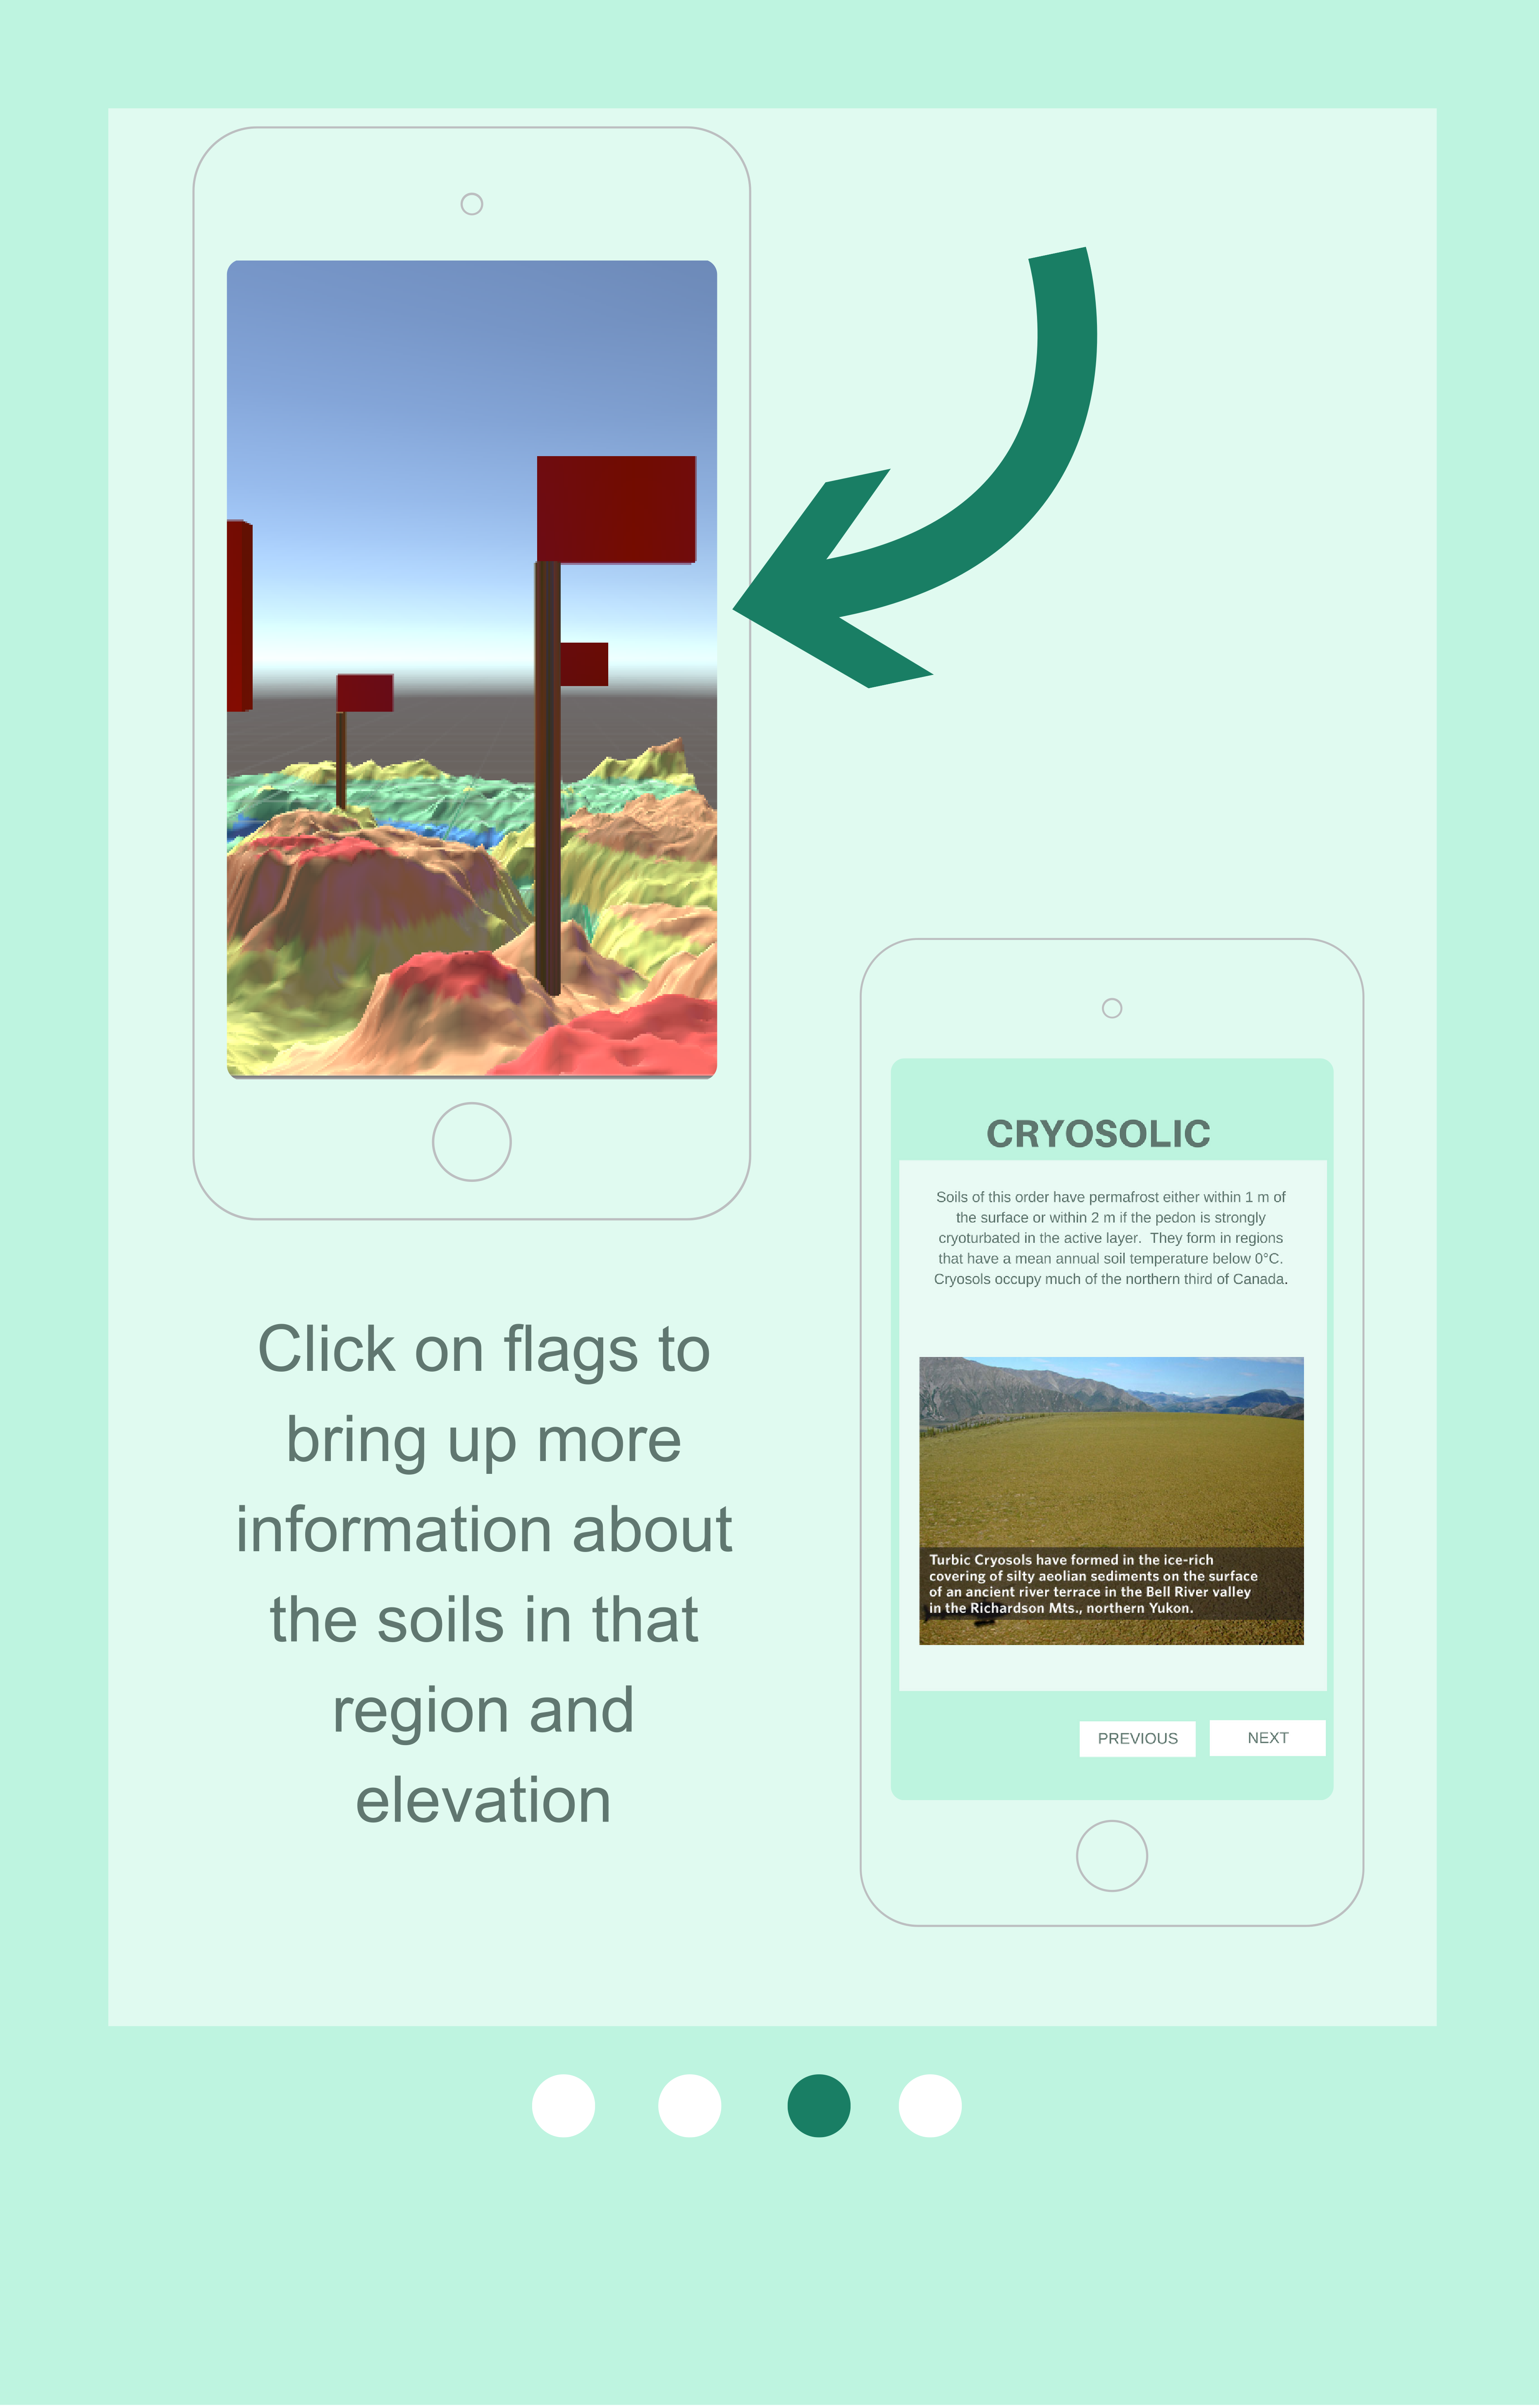 CRYOSOLIC
Soils of this order have permafrost either within 1 m of
the surface or within 2 m if the pedon is strongly
cryoturbated in the active layer.  They form in regions
that have a mean annual soil temperature below 0°C.
Cryosols occupy much of the northern third of Canada.
Turbic Cryosols have formed in the ice-rich
covering of silty aeolian sediments on the surface
of an ancient river terrace in the Bell River valley
in the Richardson Mts., northern Yukon.
PREVIOUS NEXT
Click on flags to
bring up more
information about
the soils in that
region and
elevation